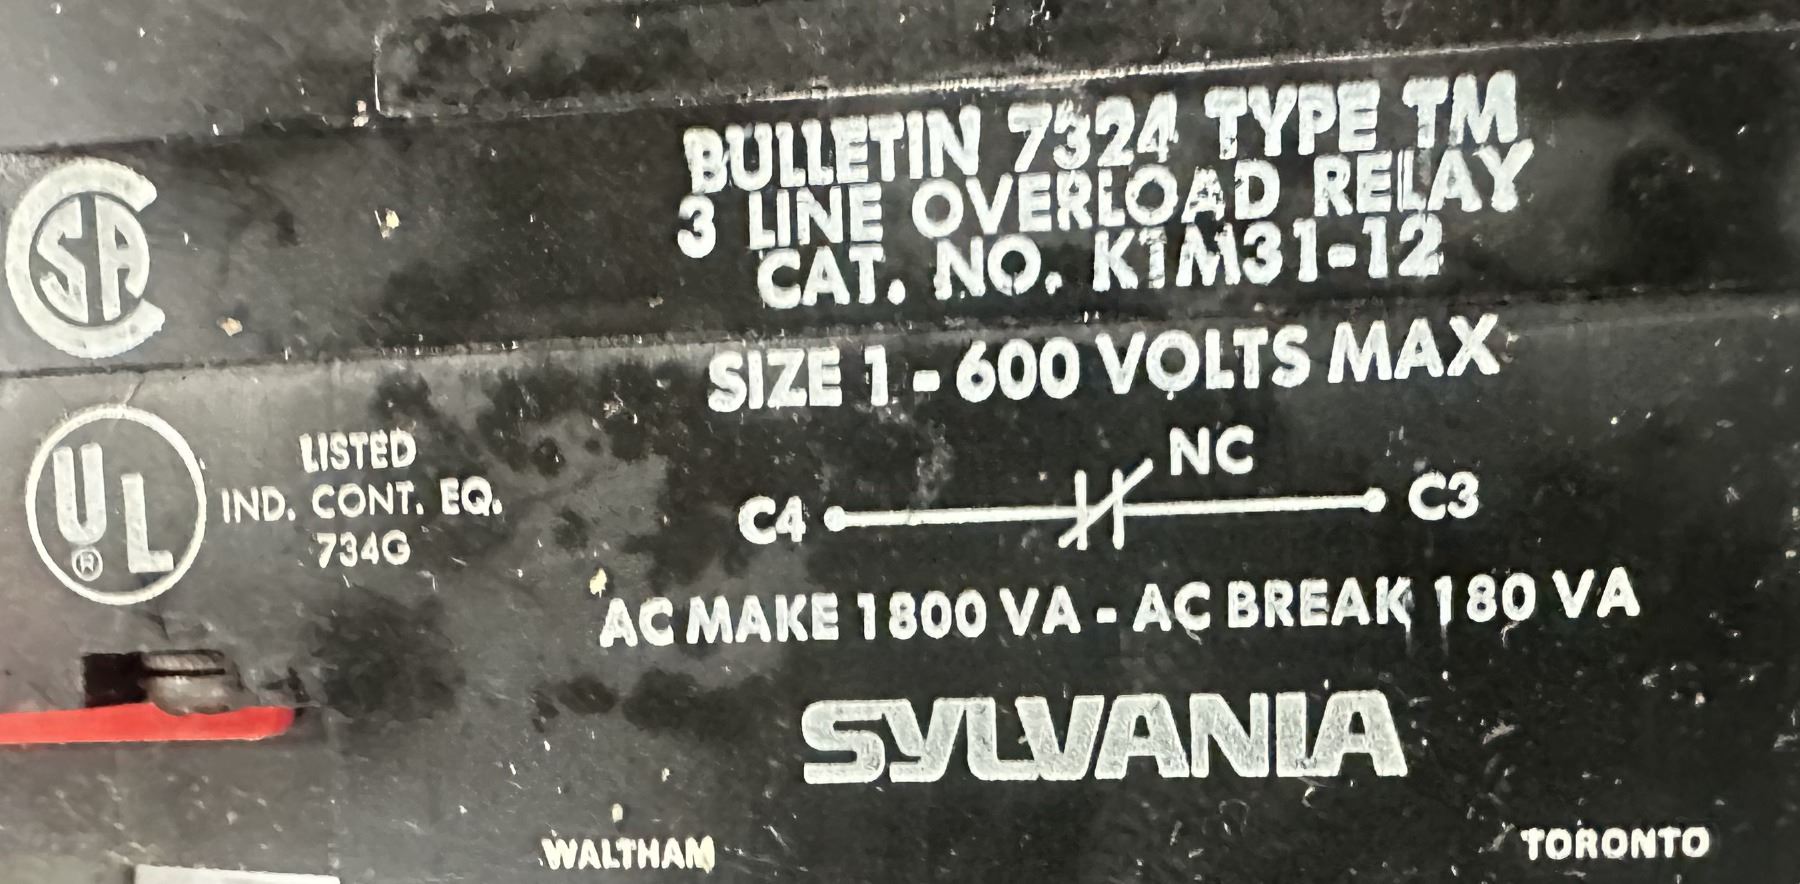 BULLETIN 7324 TYPE TM
3 LINE OVERLOAD RELAY
CAT. NO. K1M31-12
SIZE 1 - 600 VOLTS MAX
SA
UL
®
LISTED
IND. CONT. EQ.
734G
NC
C4
C3
AC MAKE 1800 VA - AC BREAK 180 VA
SYLVANIA
WALTHAM
TORONTO